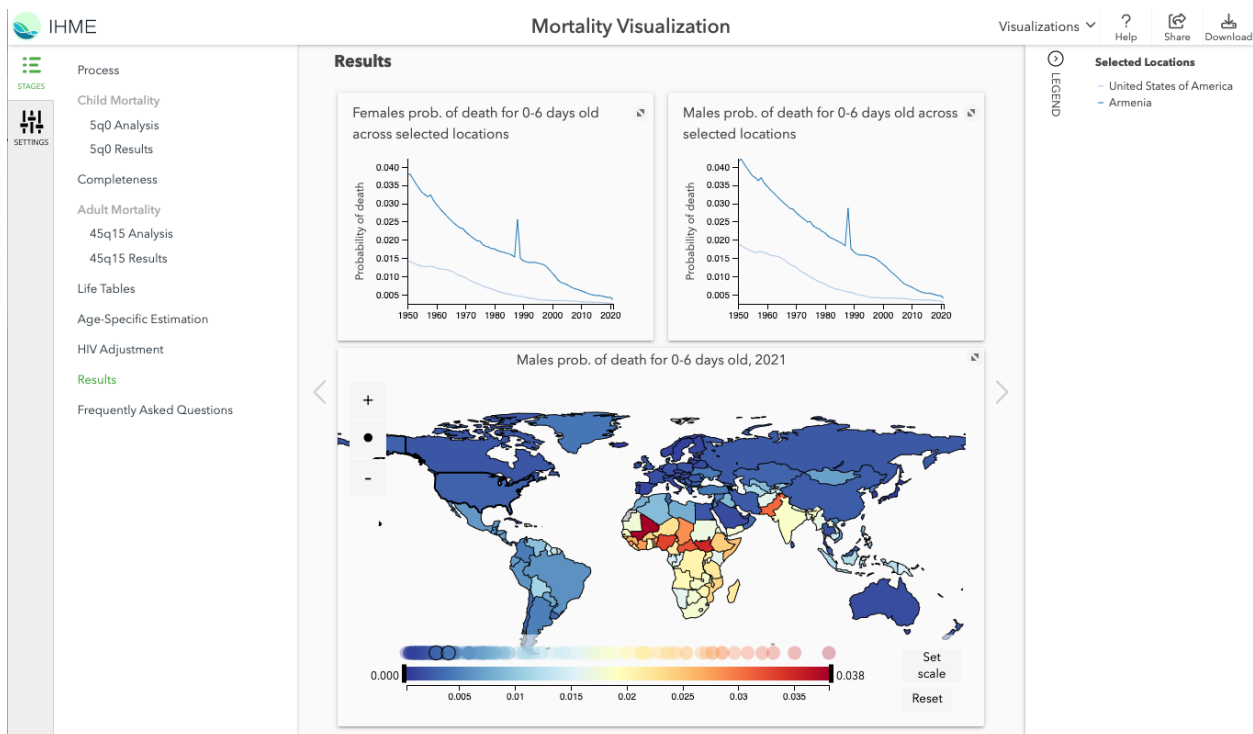 IHME
Mortality Visualization
Visualizations
Help
Share
Download
STAGES
SETTINGS
Process
Child Mortality
5q0 Analysis
5q0 Results
Completeness
Adult Mortality
45q15 Analysis
45q15 Results
Life Tables
Age-Specific Estimation
HIV Adjustment
Results
Frequently Asked Questions
Results
Females prob. of death for 0-6 days old
across selected locations
Probability of death
0.040
0.035
0.030
0.025
0.020
0.015
0.010
0.005
1950 1960 1970 1980 1990 2000 2010 2020
Males prob. of death for 0-6 days old across
selected locations
Probability of death
0.040
0.035
0.030
0.025
0.020
0.015
0.010
0.005
1950 1960 1970 1980 1990 2000 2010 2020
Males prob. of death for 0-6 days old, 2021
+
-
0.000
0.038
0.005 0.01 0.015 0.02 0.025 0.03 0.035
Set
scale
Reset
LEGEND
Selected Locations
United States of America
Armenia